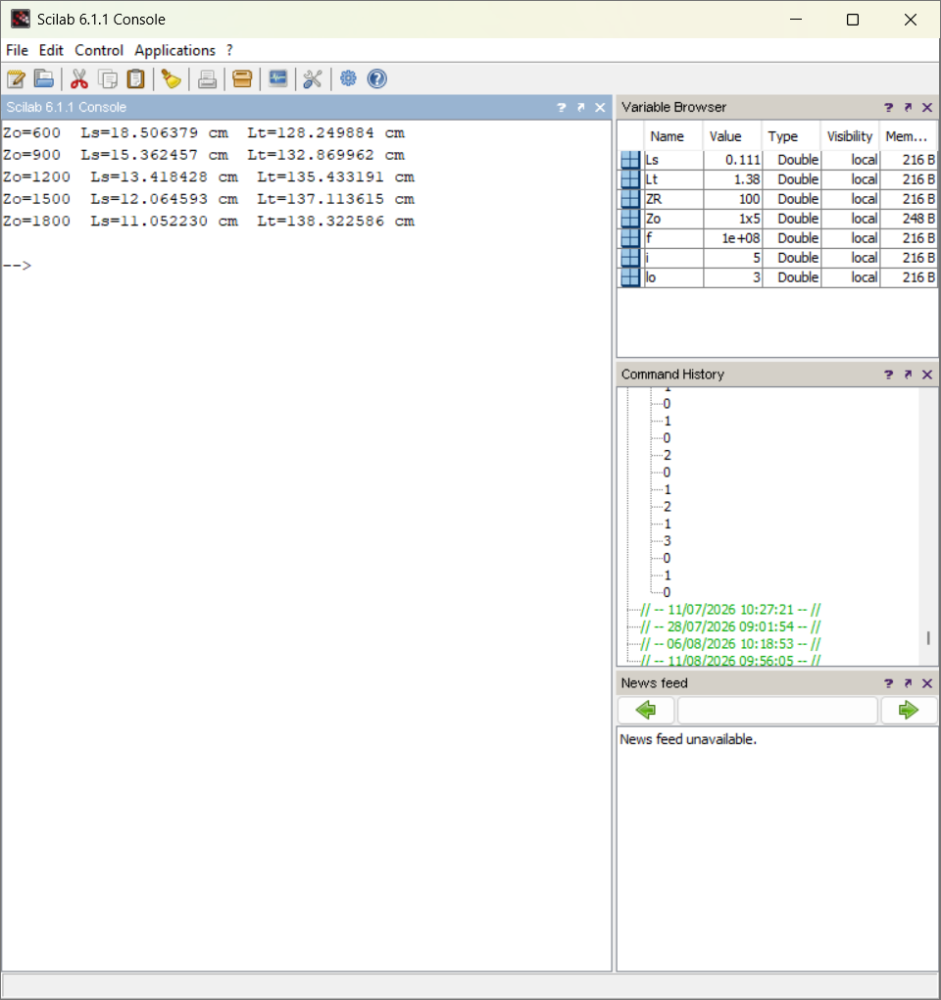 Scilab 6.1.1 Console
File Edit Control Applications ?
Scilab 6.1.1 Console
Zo=600  Ls=18.506379 cm  Lt=128.249884 cm
Zo=900  Ls=15.362457 cm  Lt=132.869962 cm
Zo=1200  Ls=13.418428 cm  Lt=135.433191 cm
Zo=1500  Ls=12.064593 cm  Lt=137.113615 cm
Zo=1800  Ls=11.052230 cm  Lt=138.322586 cm
-->
Variable Browser
Name Value Type Visibility Mem...
Ls 0.111 Double local 216 B
Lt 1.38 Double local 216 B
ZR 100 Double local 216 B
Zo 1x5 Double local 248 B
f 1e+08 Double local 216 B
i 5 Double local 216 B
lo 3 Double local 216 B
Command History
1
0
1
0
2
0
1
2
1
3
0
1
0
// -- 11/07/2026 10:27:21 -- //
// -- 28/07/2026 09:01:54 -- //
// -- 06/08/2026 10:18:53 -- //
// -- 11/08/2026 09:56:05 -- //
News feed
News feed unavailable.